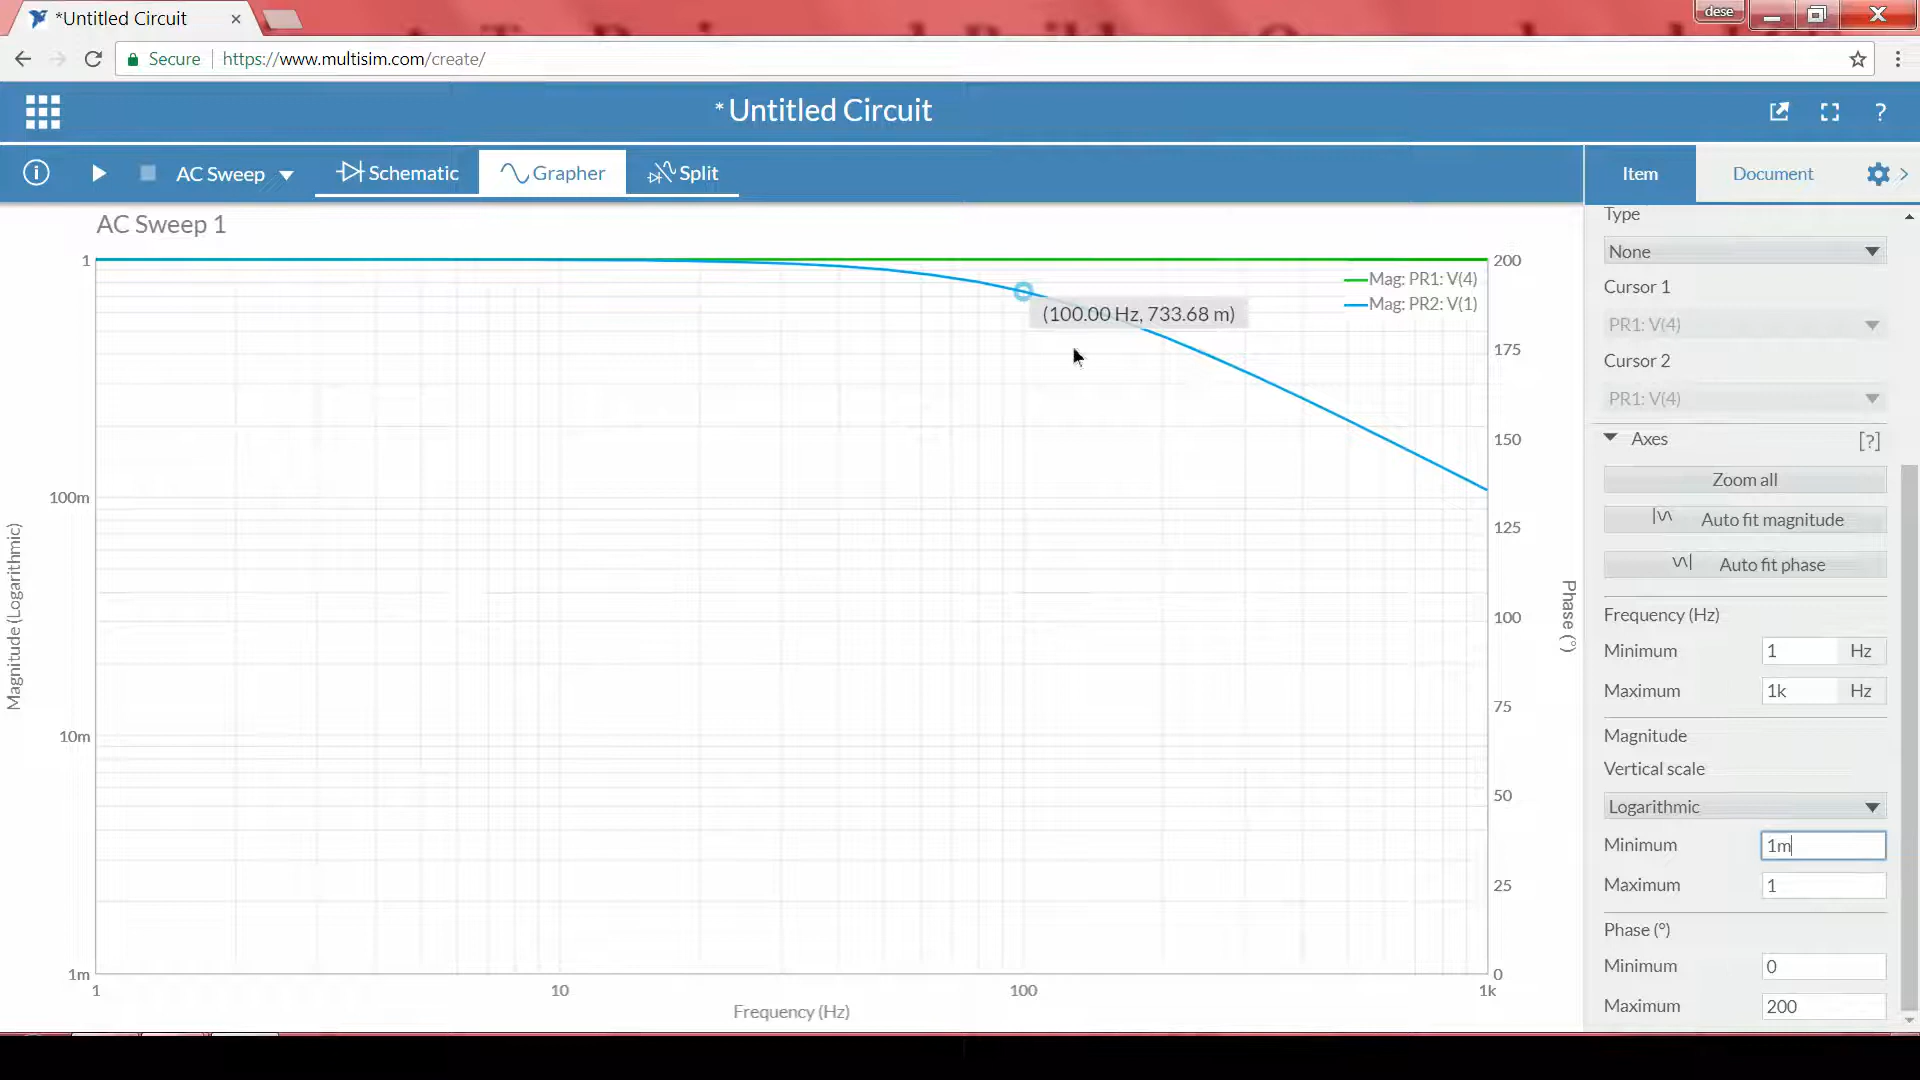 *Untitled Circuit
dese
Secure
https://www.multisim.com/create/
* Untitled Circuit
?
AC Sweep
Schematic
Grapher
Split
Item
Document
AC Sweep 1
Type
None
Cursor 1
PR1: V(4)
Cursor 2
PR1: V(4)
Axes
[?]
Zoom all
Auto fit magnitude
Auto fit phase
Frequency (Hz)
Minimum 1 Hz
Maximum 1k Hz
Magnitude
Vertical scale
Logarithmic
Minimum 1m
Maximum 1
Phase (°)
Minimum 0
Maximum 200
Mag: PR1: V(4)
Mag: PR2: V(1)
(100.00 Hz, 733.68 m)
1
100m
10m
1m
Magnitude (Logarithmic)
1
10
100
1k
Frequency (Hz)
200
175
150
125
100
75
50
25
0
Phase (°)